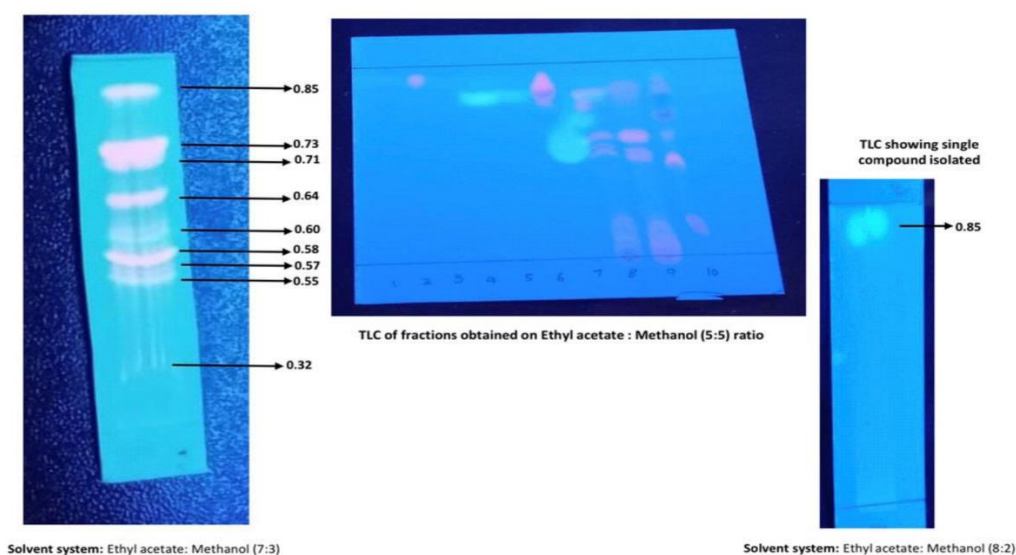 0.85
0.73
0.71
0.64
0.60
0.58
0.57
0.55
0.32
Solvent system: Ethyl acetate: Methanol (7:3)
1 2 3 4 5 6 7 8 9 10
TLC of fractions obtained on Ethyl acetate : Methanol (5:5) ratio
TLC showing single
compound isolated
0.85
Solvent system: Ethyl acetate: Methanol (8:2)